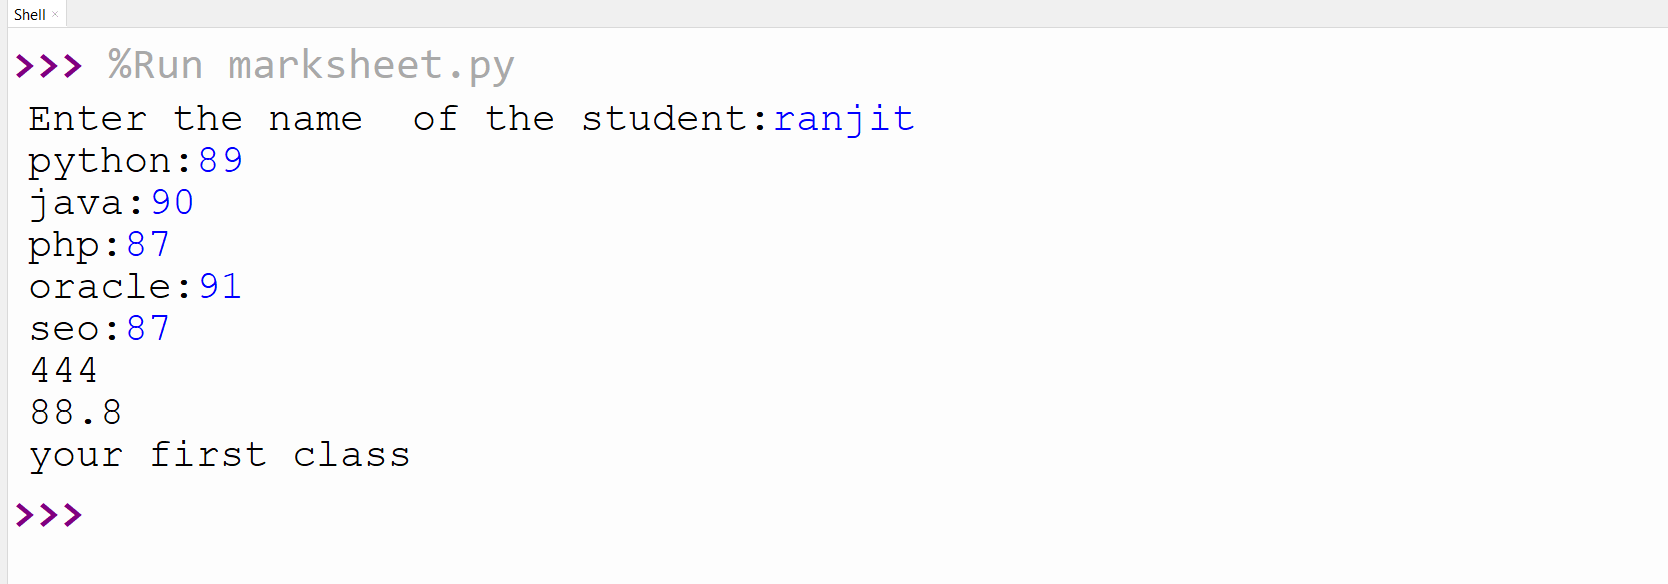 Shell ×
>>> %Run marksheet.py
Enter the name  of the student:ranjit
python:89
java:90
php:87
oracle:91
seo:87
444
88.8
your first class
>>>